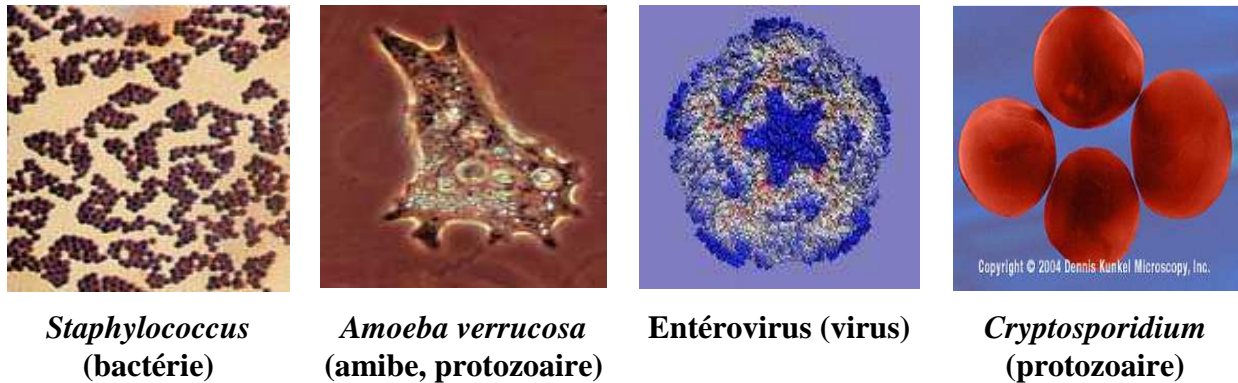 Copyright © 2004 Dennis Kunkel Microscopy, Inc.
Staphylococcus
(bactérie)
Amoeba verrucosa
(amibe, protozoaire)
Entérovirus (virus)
Cryptosporidium
(protozoaire)